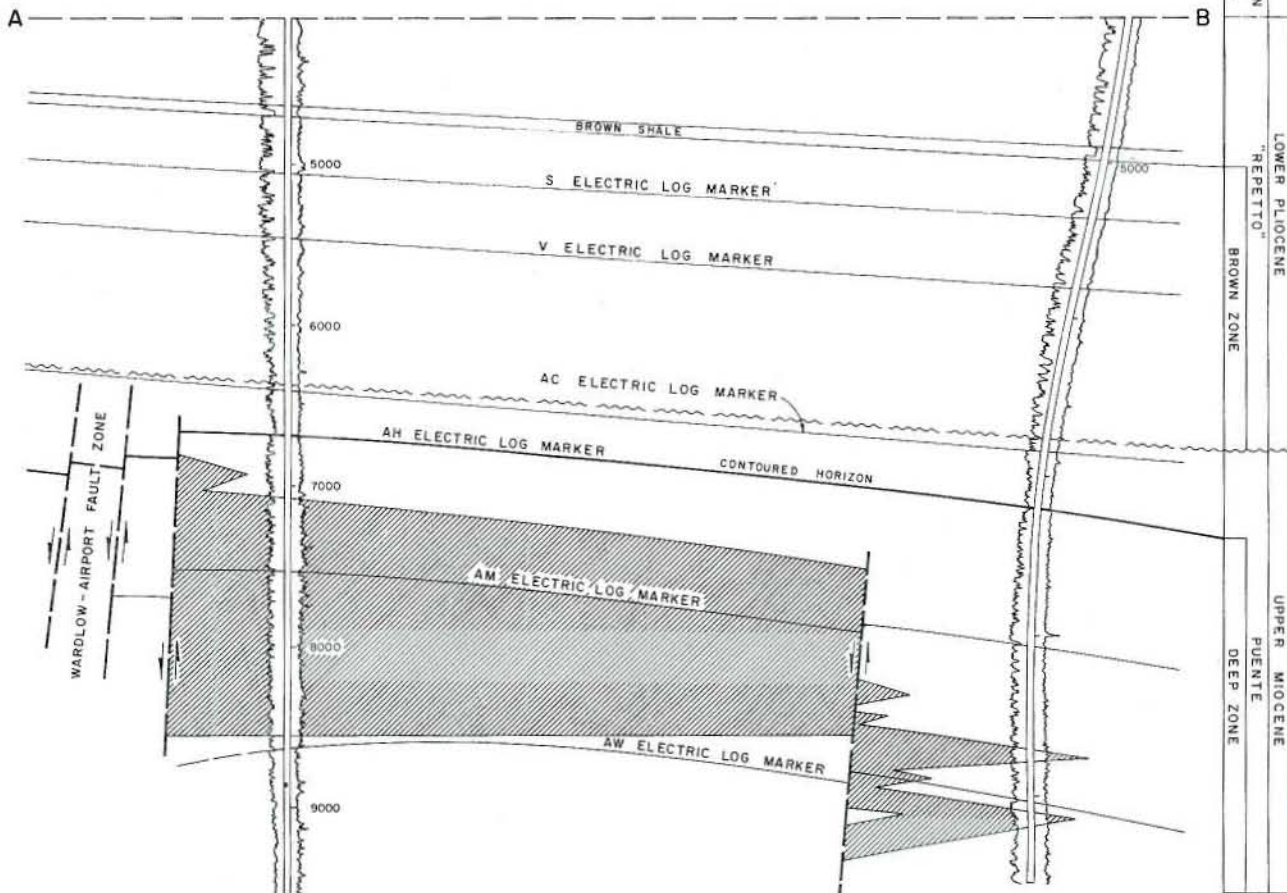 A
B
N
BROWN SHALE
5000
5000
S ELECTRIC LOG MARKER
V ELECTRIC LOG MARKER
6000
AC ELECTRIC LOG MARKER
AH ELECTRIC LOG MARKER
CONTOURED HORIZON
7000
AM ELECTRIC LOG MARKER
8000
AW ELECTRIC LOG MARKER
9000
WARDLOW-AIRPORT FAULT ZONE
BROWN ZONE
DEEP ZONE
"REPETTO"
PUENTE
LOWER PLIOCENE
UPPER MIOCENE